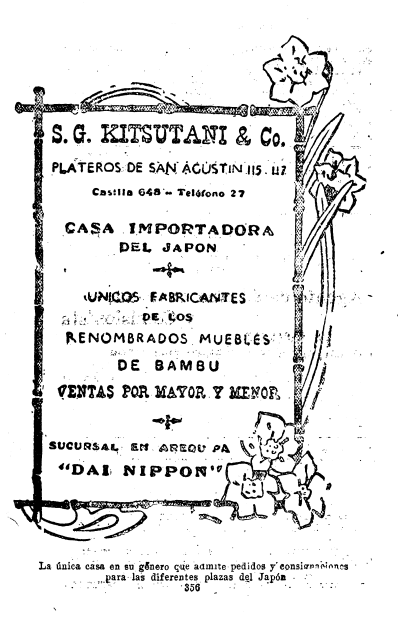 S. G. KITSUTANI & Co.
PLATEROS DE SAN AGUSTIN 115 - 117
Casilla 648 - Teléfono 27
CASA IMPORTADORA
DEL JAPON
UNICOS FABRICANTES
DE LOS
RENOMBRADOS MUEBLES
DE BAMBU
VENTAS POR MAYOR Y MENOR
SUCURSAL EN AREQU PA
"DAI NIPPON"
La única casa en su género que admite pedidos y consignaciones
para las diferentes plazas del Japón
356